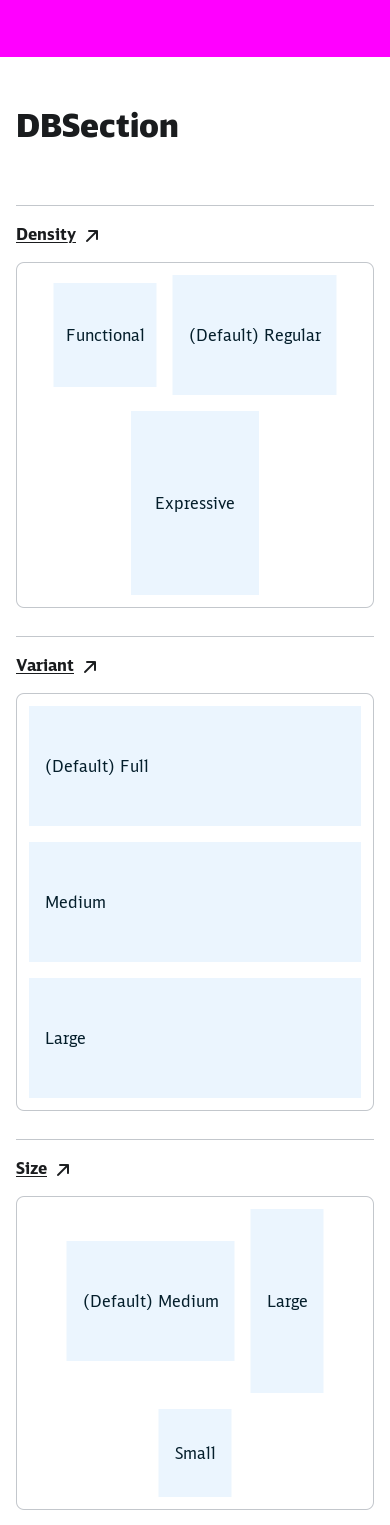 DBSection
Density
Functional
(Default) Regular
Expressive
Variant
(Default) Full
Medium
Large
Size
(Default) Medium
Large
Small